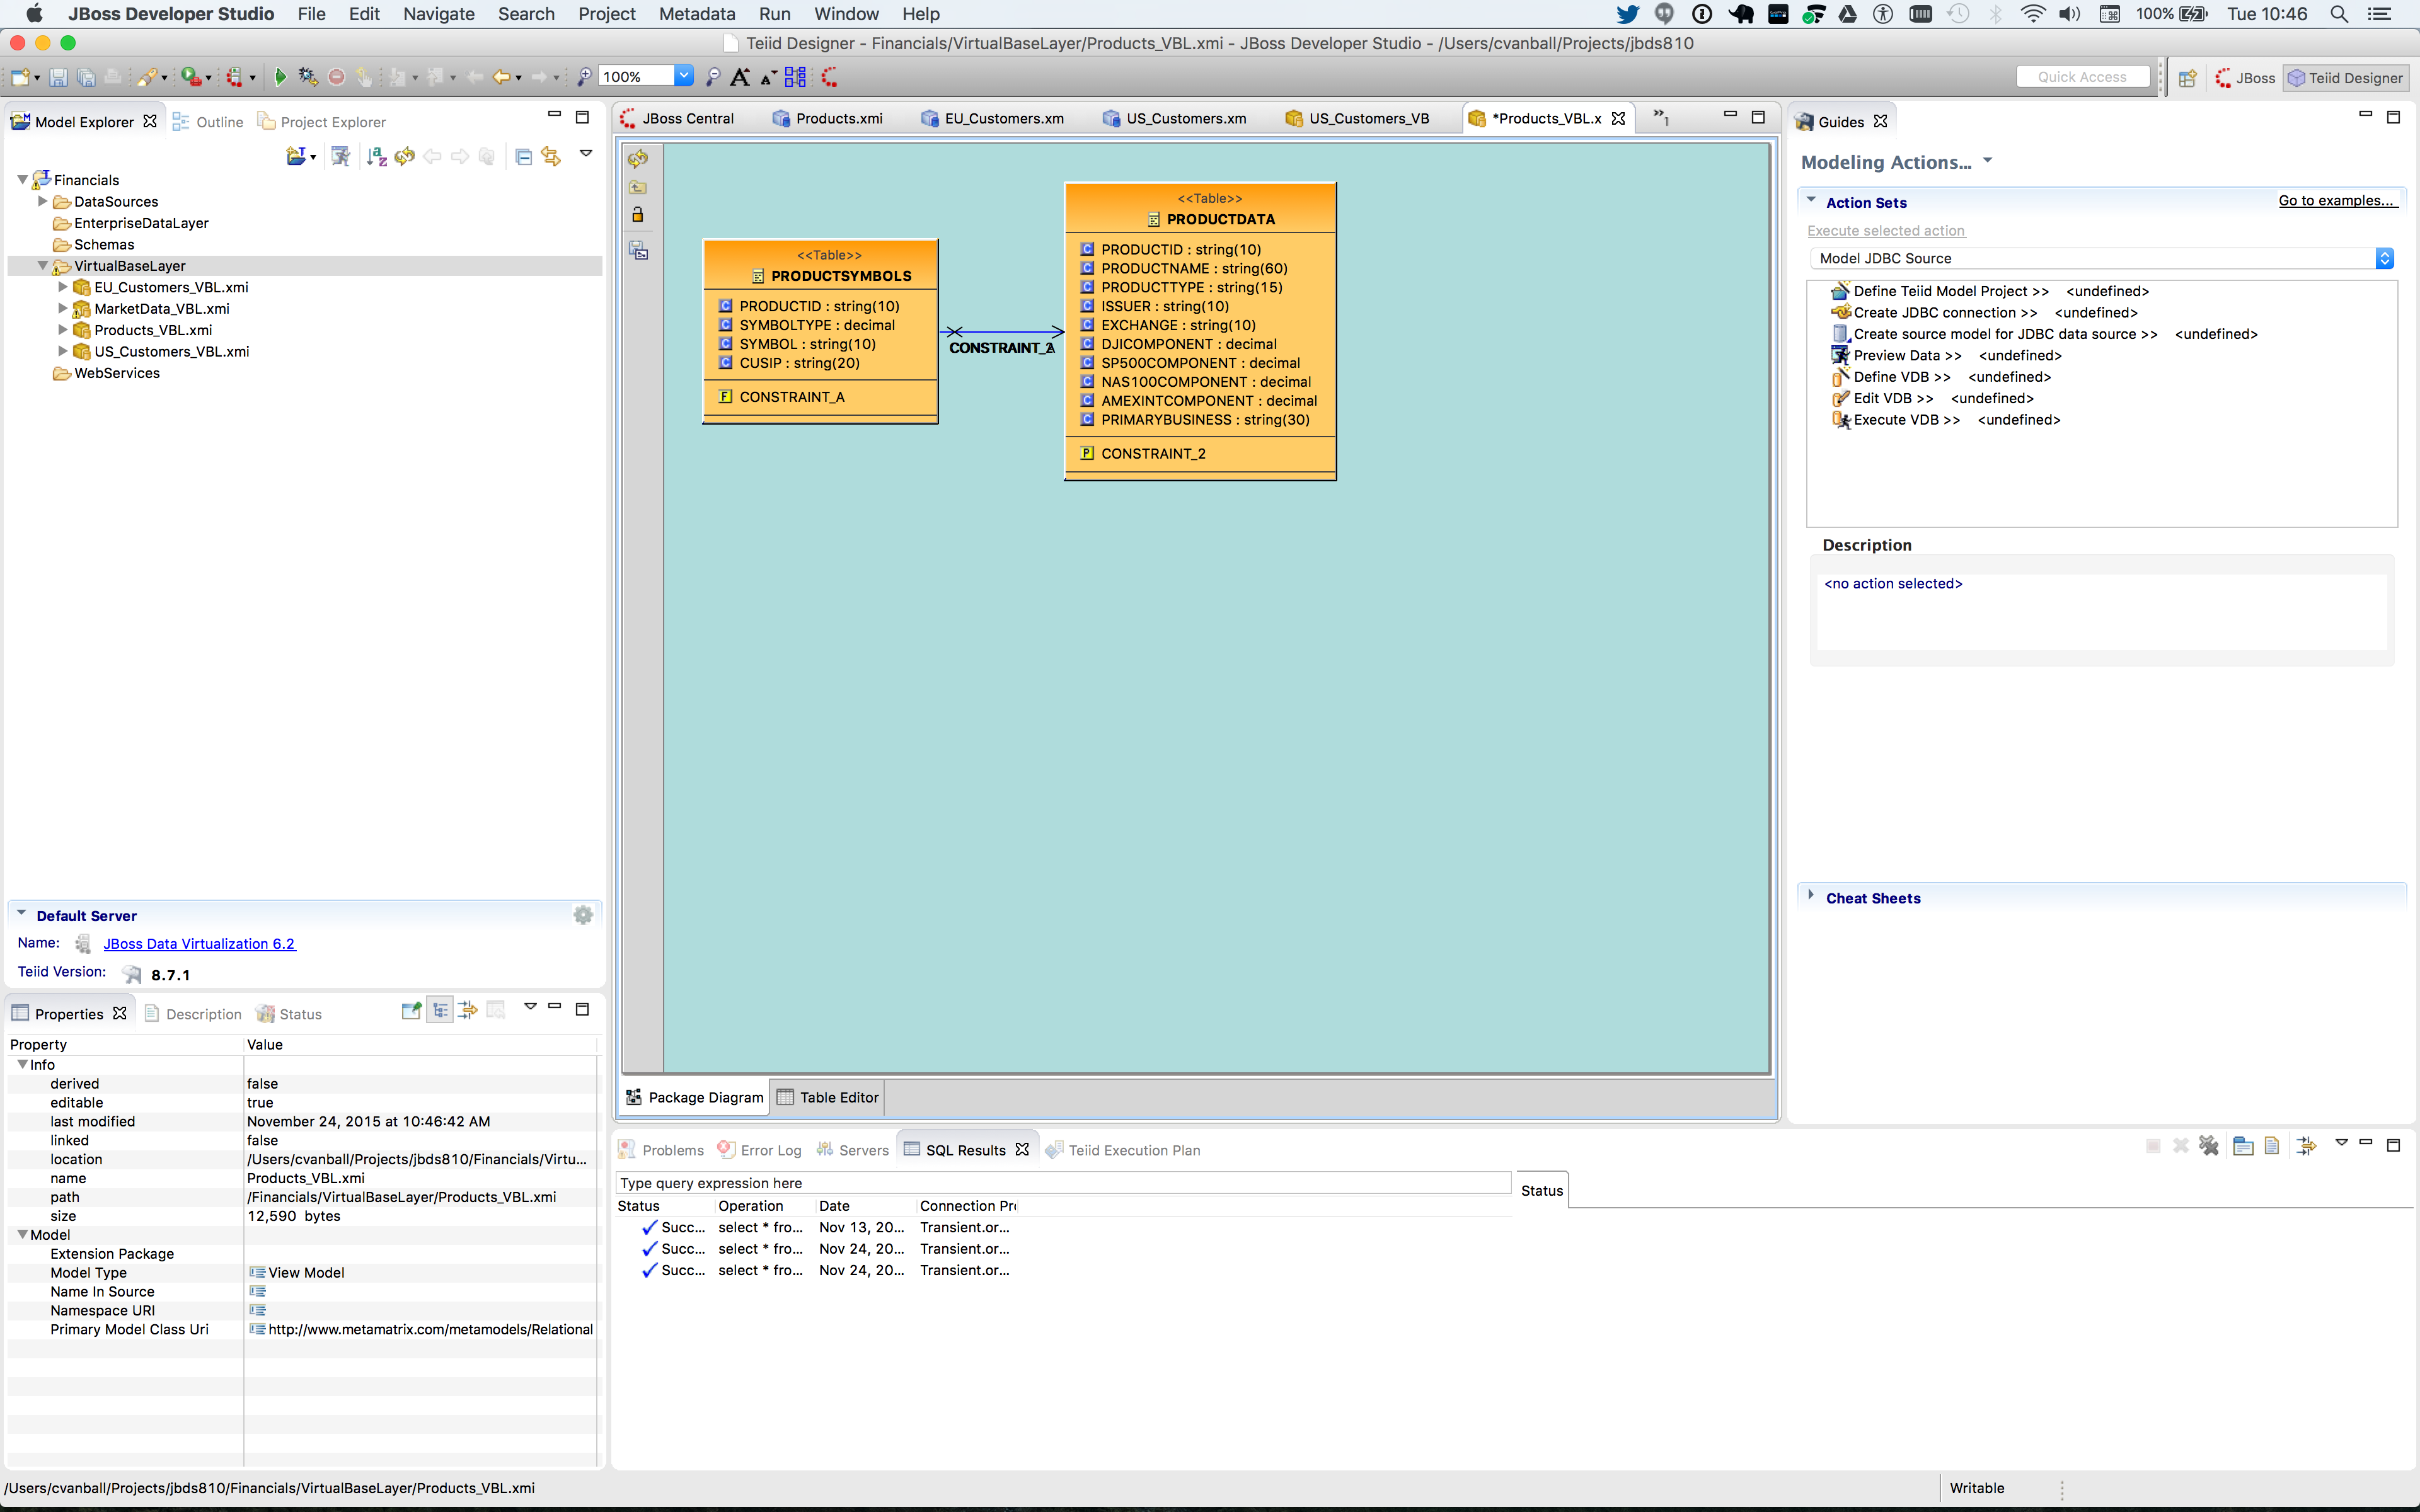 JBoss Developer Studio File Edit Navigate Search Project Metadata Run Window Help 100% Tue 10:46
Teiid Designer - Financials/VirtualBaseLayer/Products_VBL.xmi - JBoss Developer Studio - /Users/cvanball/Projects/jbds810
100% Quick Access JBoss Teiid Designer
Model Explorer Outline Project Explorer
Financials
DataSources
EnterpriseDataLayer
Schemas
VirtualBaseLayer
EU_Customers_VBL.xmi
MarketData_VBL.xmi
Products_VBL.xmi
US_Customers_VBL.xmi
WebServices
Default Server
Name: JBoss Data Virtualization 6.2
Teiid Version: 8.7.1
Properties Description Status
Property Value
Info
derived false
editable true
last modified November 24, 2015 at 10:46:42 AM
linked false
location /Users/cvanball/Projects/jbds810/Financials/Virtu...
name Products_VBL.xmi
path /Financials/VirtualBaseLayer/Products_VBL.xmi
size 12,590 bytes
Model
Extension Package
Model Type View Model
Name In Source
Namespace URI
Primary Model Class Uri http://www.metamatrix.com/metamodels/Relational
JBoss Central Products.xmi EU_Customers.xm US_Customers.xm US_Customers_VB *Products_VBL.x »1
<<Table>>
PRODUCTSYMBOLS
PRODUCTID : string(10)
SYMBOLTYPE : decimal
SYMBOL : string(10)
CUSIP : string(20)
F CONSTRAINT_A
<<Table>>
PRODUCTDATA
PRODUCTID : string(10)
PRODUCTNAME : string(60)
PRODUCTTYPE : string(15)
ISSUER : string(10)
EXCHANGE : string(10)
DJICOMPONENT : decimal
SP500COMPONENT : decimal
NAS100COMPONENT : decimal
AMEXINTCOMPONENT : decimal
PRIMARYBUSINESS : string(30)
P CONSTRAINT_2
Package Diagram Table Editor
Problems Error Log Servers SQL Results Teiid Execution Plan
Type query expression here
Status Operation Date Connection Pr
Succ... select * fro... Nov 13, 20... Transient.or...
Succ... select * fro... Nov 24, 20... Transient.or...
Succ... select * fro... Nov 24, 20... Transient.or...
Status
Guides
Modeling Actions...
Action Sets Go to examples...
Execute selected action
Model JDBC Source
Define Teiid Model Project >> <undefined>
Create JDBC connection >> <undefined>
Create source model for JDBC data source >> <undefined>
Preview Data >> <undefined>
Define VDB >> <undefined>
Edit VDB >> <undefined>
Execute VDB >> <undefined>
Description
<no action selected>
Cheat Sheets
/Users/cvanball/Projects/jbds810/Financials/VirtualBaseLayer/Products_VBL.xmi Writable